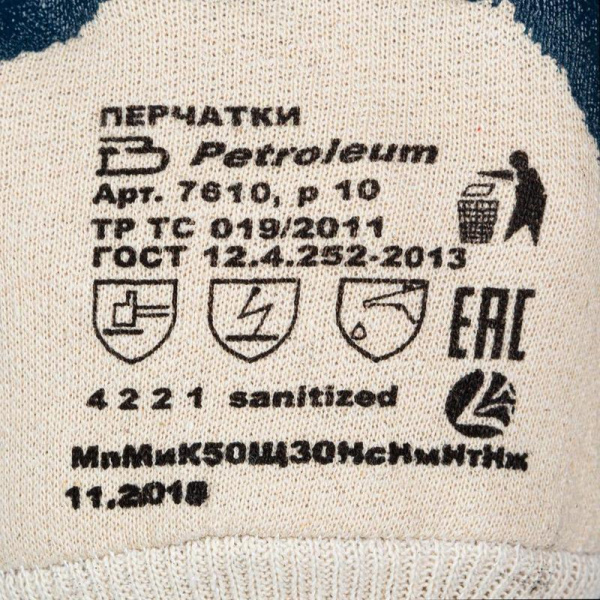 ПЕРЧАТКИ
Petroleum
Арт. 7610, р 10
ТР ТС 019/2011
ГОСТ 12.4.252-2013
EAC
4 2 2 1 sanitized
МпМиК50Щ30НсНмНтНж
11.2018